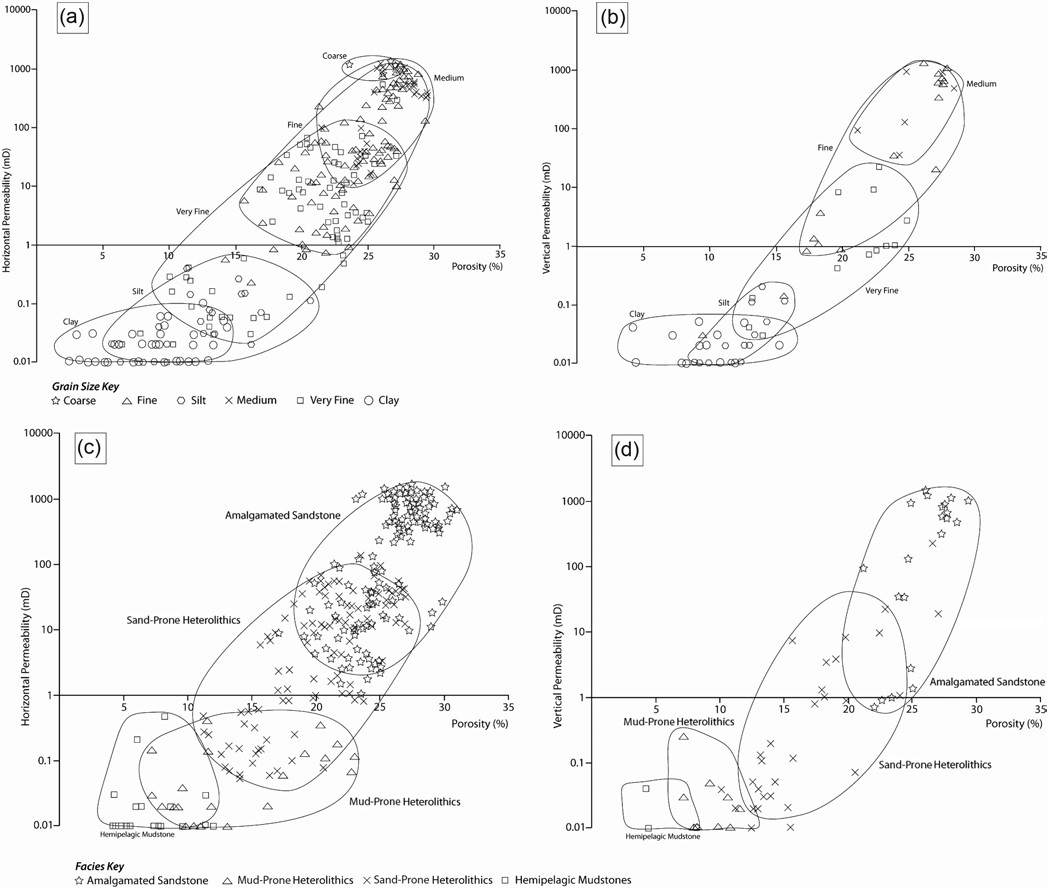 (a)
Horizontal Permeability (mD)
10000
1000
100
10
1
0.1
0.01
5 10 15 20 25 30 35
Porosity (%)
Coarse
Medium
Fine
Very Fine
Silt
Clay
Grain Size Key
Coarse Fine Silt Medium Very Fine Clay
(b)
Vertical Permeability (mD)
10000
1000
100
10
1
0.1
0.01
5 10 15 20 25 30 35
Porosity (%)
Medium
Fine
Very Fine
Silt
Clay
(c)
Horizontal Permeability (mD)
10000
1000
100
10
1
0.1
0.01
5 10 15 20 25 30 35
Porosity (%)
Amalgamated Sandstone
Sand-Prone Heterolithics
Mud-Prone Heterolithics
Hemipelagic Mudstone
(d)
Vertical Permeability (mD)
10000
1000
100
10
1
0.1
0.01
5 10 15 20 25 30 35
Porosity (%)
Amalgamated Sandstone
Mud-Prone Heterolithics
Sand-Prone Heterolithics
Hemipelagic Mudstone
Facies Key
Amalgamated Sandstone Mud-Prone Heterolithics Sand-Prone Heterolithics Hemipelagic Mudstones